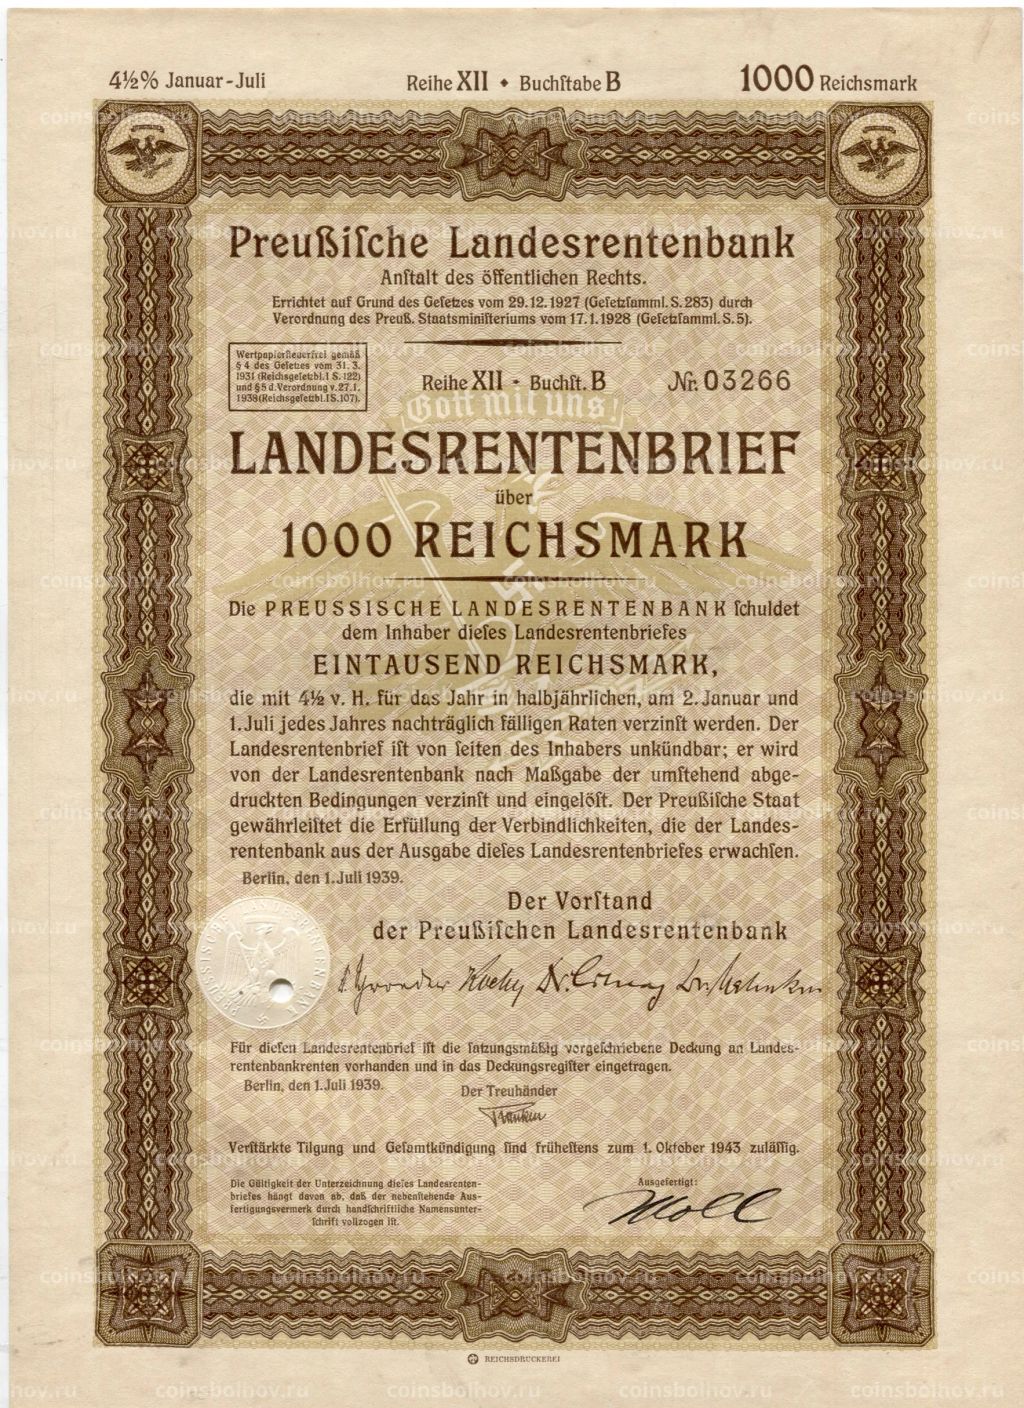 4½% Januar-Juli
Reihe XII • Buchſtabe B
1000 Reichsmark
Preußiſche Landesrentenbank
Anſtalt des öffentlichen Rechts.
Errichtet auf Grund des Geſetzes vom 29.12.1927 (Geſetzſamml. S. 283) durch
Verordnung des Preuß. Staatsminiſteriums vom 17.1.1928 (Geſetzſamml. S. 5).
Wertpapierſteuerfrei gemäß
§ 4 des Geſetzes vom 31. 3.
1931 (Reichsgeſetzbl. I S. 122)
und § 5 d. Verordnung v. 27.1.
1938 (Reichsgeſetzbl. I S. 107).
Reihe XII • Buchſt. B
Nr. 03266
Gott mit uns!
LANDESRENTENBRIEF
über
1000 REICHSMARK
Die PREUSSISCHE LANDESRENTENBANK ſchuldet
dem Inhaber dieſes Landesrentenbriefes
EINTAUSEND REICHSMARK,
die mit 4½ v. H. für das Jahr in halbjährlichen, am 2. Januar und
1. Juli jedes Jahres nachträglich fälligen Raten verzinſt werden. Der
Landesrentenbrief iſt von ſeiten des Inhabers unkündbar; er wird
von der Landesrentenbank nach Maßgabe der umſtehend abge-
druckten Bedingungen verzinſt und eingelöſt. Der Preußiſche Staat
gewährleiſtet die Erfüllung der Verbindlichkeiten, die der Landes-
rentenbank aus der Ausgabe dieſes Landesrentenbriefes erwachſen.
Berlin, den 1. Juli 1939.
Der Vorſtand
der Preußiſchen Landesrentenbank
PREUSSISCHE LANDESRENTENBANK
Für dieſen Landesrentenbrief iſt die ſatzungsmäßig vorgeſchriebene Deckung an Landes-
rentenbankrenten vorhanden und in das Deckungsregiſter eingetragen.
Berlin, den 1. Juli 1939.
Der Treuhänder
Verſtärkte Tilgung und Geſamtkündigung ſind früheſtens zum 1. Oktober 1943 zuläſſig.
Die Gültigkeit der Unterzeichnung dieſes Landesrenten-
briefes hängt davon ab, daß der nebenſtehende Aus-
fertigungsvermerk durch handſchriftliche Namensunter-
ſchrift vollzogen iſt.
Ausgefertigt:
Moll
REICHSDRUCKEREI
coinsbolhov.ru